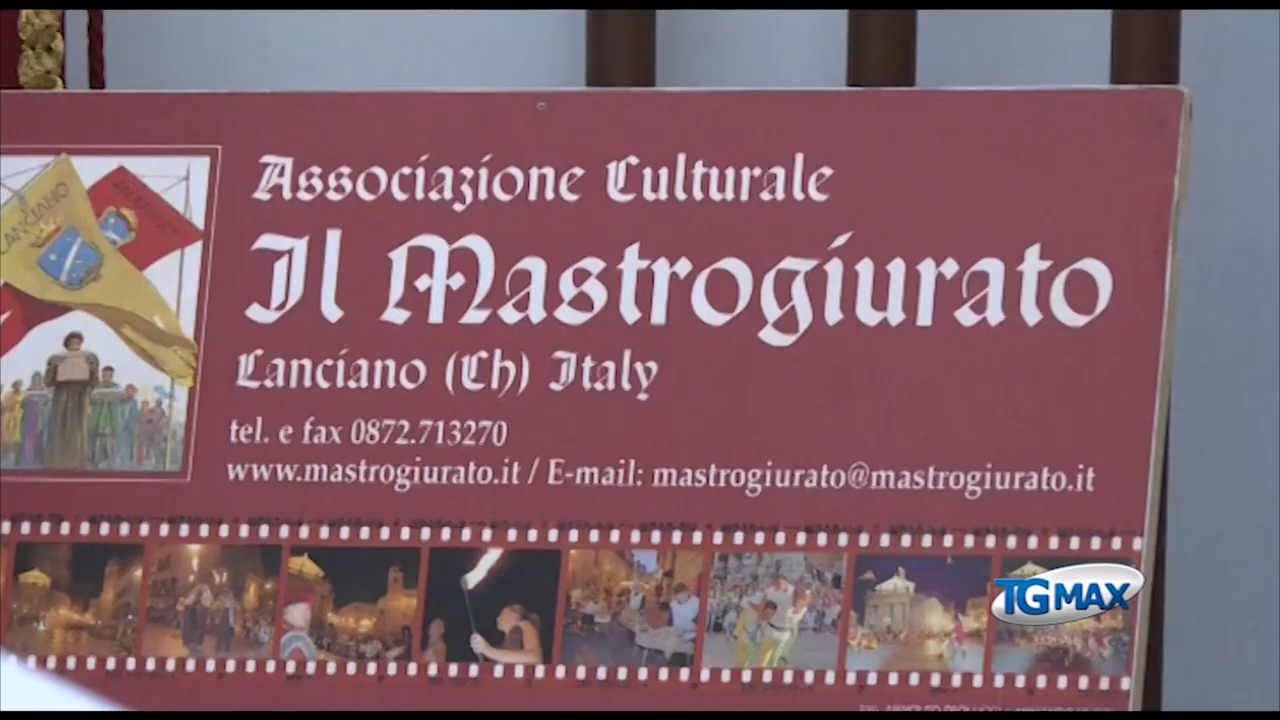 Associazione Culturale
Il Mastrogiurato
Lanciano (Ch) Italy
tel. e fax 0872.713270
www.mastrogiurato.it / E-mail: mastrogiurato@mastrogiurato.it
LANCIANO
TG MAX